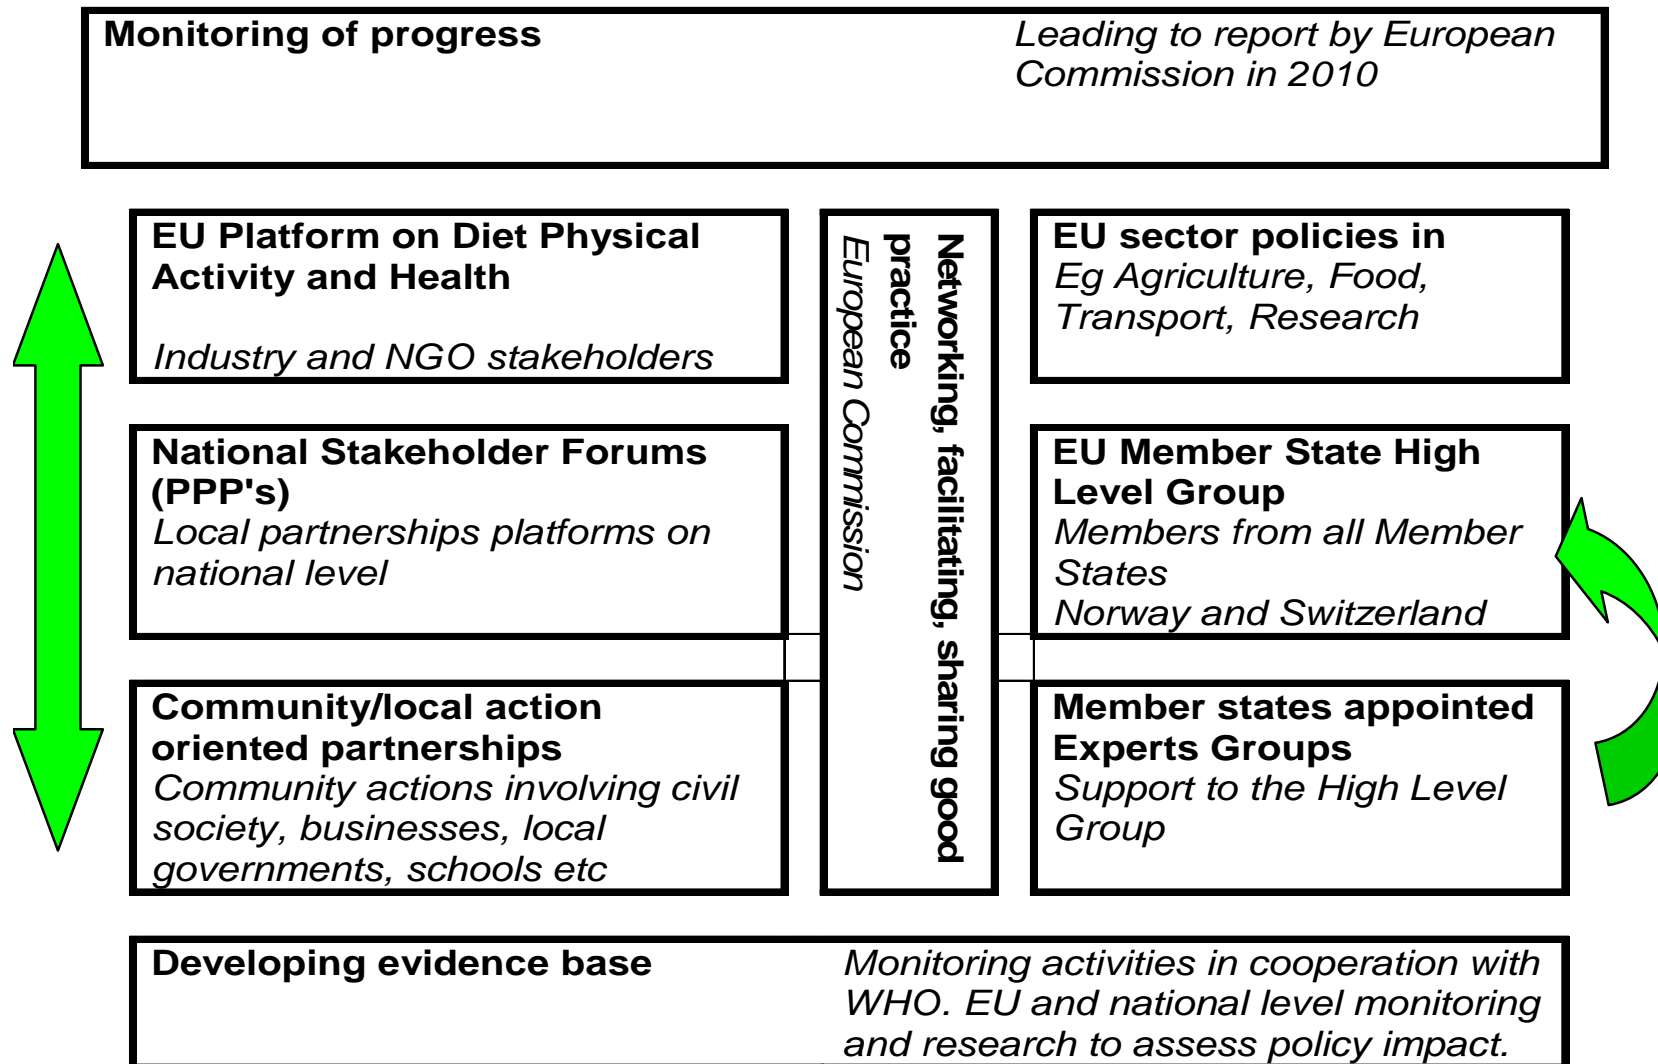 Monitoring of progress
Leading to report by European
Commission in 2010
EU Platform on Diet Physical
Activity and Health
Industry and NGO stakeholders
National Stakeholder Forums
(PPP's)
Local partnerships platforms on
national level
Community/local action
oriented partnerships
Community actions involving civil
society, businesses, local
governments, schools etc
Networking, facilitating, sharing good
practice
European Commission
EU sector policies in
Eg Agriculture, Food,
Transport, Research
EU Member State High
Level Group
Members from all Member
States
Norway and Switzerland
Member states appointed
Experts Groups
Support to the High Level
Group
Developing evidence base
Monitoring activities in cooperation with
WHO. EU and national level monitoring
and research to assess policy impact.